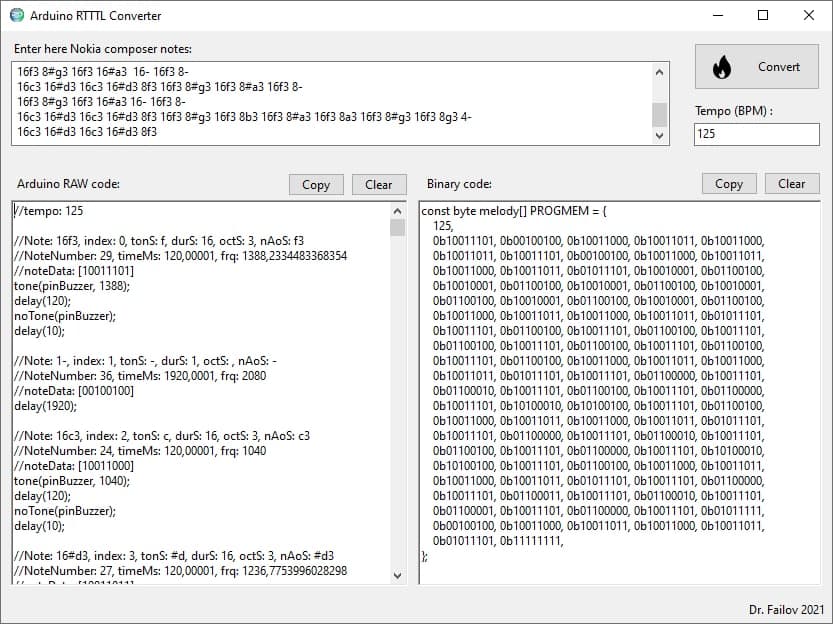 Arduino RTTTL Converter
Enter here Nokia composer notes:
16f3 8#g3 16f3 16#a3  16- 16f3 8-
16c3 16#d3 16c3 16#d3 8f3 16f3 8#g3 16f3 8#a3 16f3 8-
16f3 8#g3 16f3 16#a3 16- 16f3 8-
16c3 16#d3 16c3 16#d3 8f3 16f3 8#g3 16f3 8b3 16f3 8#a3 16f3 8a3 16f3 8#g3 16f3 8g3 4-
16c3 16#d3 16c3 16#d3 8f3
Convert
Tempo (BPM) :
125
Arduino RAW code:
Copy
Clear
//tempo: 125
//Note: 16f3, index: 0, tonS: f, durS: 16, octS: 3, nAoS: f3
//NoteNumber: 29, timeMs: 120,00001, frq: 1388,2334483368354
//noteData: [10011101]
tone(pinBuzzer, 1388);
delay(120);
noTone(pinBuzzer);
delay(10);
//Note: 1-, index: 1, tonS: -, durS: 1, octS: , nAoS: -
//NoteNumber: 36, timeMs: 1920,0001, frq: 2080
//noteData: [00100100]
delay(1920);
//Note: 16c3, index: 2, tonS: c, durS: 16, octS: 3, nAoS: c3
//NoteNumber: 24, timeMs: 120,00001, frq: 1040
//noteData: [10011000]
tone(pinBuzzer, 1040);
delay(120);
noTone(pinBuzzer);
delay(10);
//Note: 16#d3, index: 3, tonS: #d, durS: 16, octS: 3, nAoS: #d3
//NoteNumber: 27, timeMs: 120,00001, frq: 1236,7753996028298
Binary code:
Copy
Clear
const byte melody[] PROGMEM = {
125,
0b10011101, 0b00100100, 0b10011000, 0b10011011, 0b10011000,
0b10011011, 0b10011101, 0b00100100, 0b10011000, 0b10011011,
0b10011000, 0b10011011, 0b01011101, 0b10010001, 0b01100100,
0b10010001, 0b01100100, 0b10010001, 0b01100100, 0b10010001,
0b01100100, 0b10010001, 0b01100100, 0b10010001, 0b01100100,
0b10011000, 0b10011011, 0b10011000, 0b10011011, 0b01011101,
0b10011101, 0b01100100, 0b10011101, 0b01100100, 0b10011101,
0b01100100, 0b10011101, 0b01100100, 0b10011101, 0b01100100,
0b10011101, 0b01100100, 0b10011000, 0b10011011, 0b10011000,
0b10011011, 0b01011101, 0b10011101, 0b01100000, 0b10011101,
0b01100010, 0b10011101, 0b01100100, 0b10011101, 0b01100000,
0b10011101, 0b10100010, 0b10100100, 0b10011101, 0b01100100,
0b10011000, 0b10011011, 0b10011000, 0b10011011, 0b01011101,
0b10011101, 0b01100000, 0b10011101, 0b01100010, 0b10011101,
0b01100100, 0b10011101, 0b01100000, 0b10011101, 0b10100010,
0b10100100, 0b10011101, 0b01100100, 0b10011000, 0b10011011,
0b10011000, 0b10011011, 0b01011101, 0b10011101, 0b01100000,
0b10011101, 0b01100011, 0b10011101, 0b01100010, 0b10011101,
0b01100001, 0b10011101, 0b01100000, 0b10011101, 0b01011111,
0b00100100, 0b10011000, 0b10011011, 0b10011000, 0b10011011,
0b01011101, 0b11111111,
};
Dr. Failov 2021